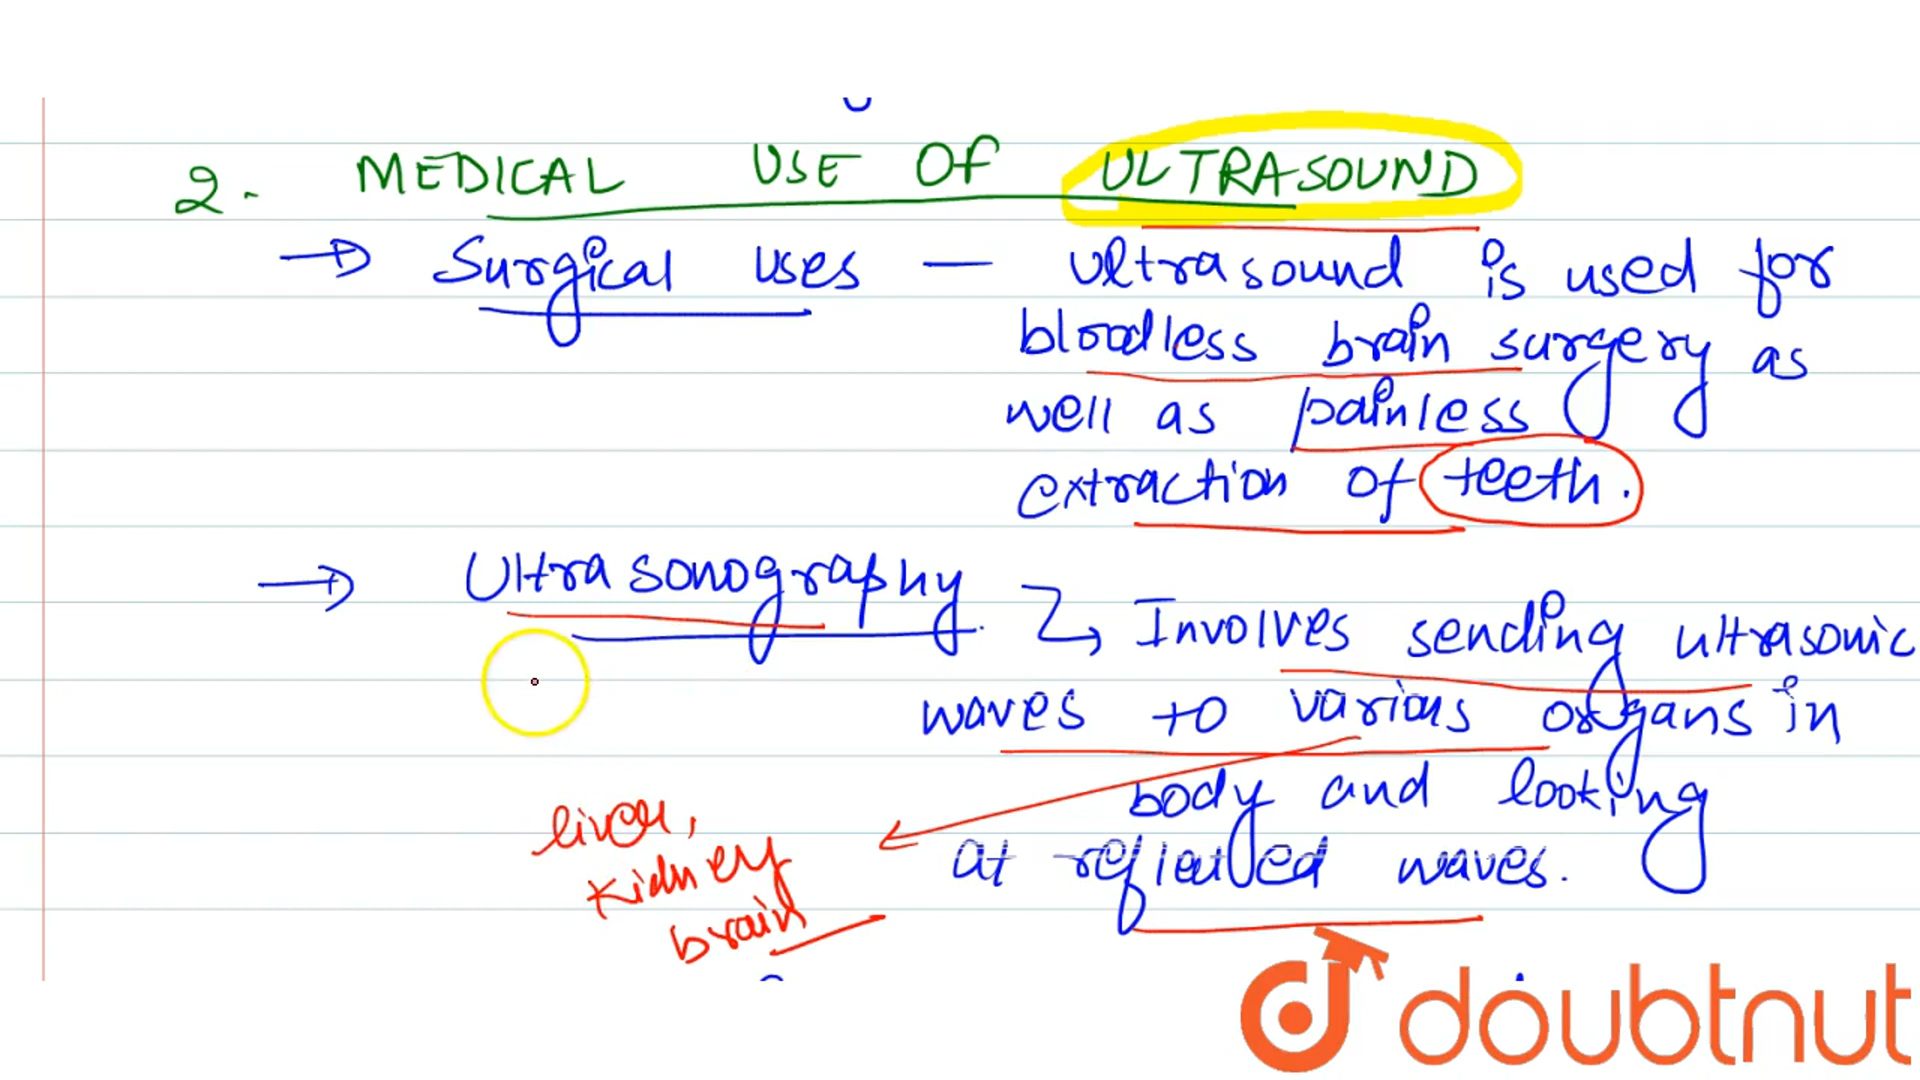 2. MEDICAL USE OF ULTRASOUND
→ Surgical uses — ultrasound is used for
bloodless brain surgery as
well as painless
extraction of teeth.
→ Ultrasonography → Involves sending ultrasonic
waves to various organs in
body and looking
at reflected waves.
liver,
kidney
brain
doubtnut